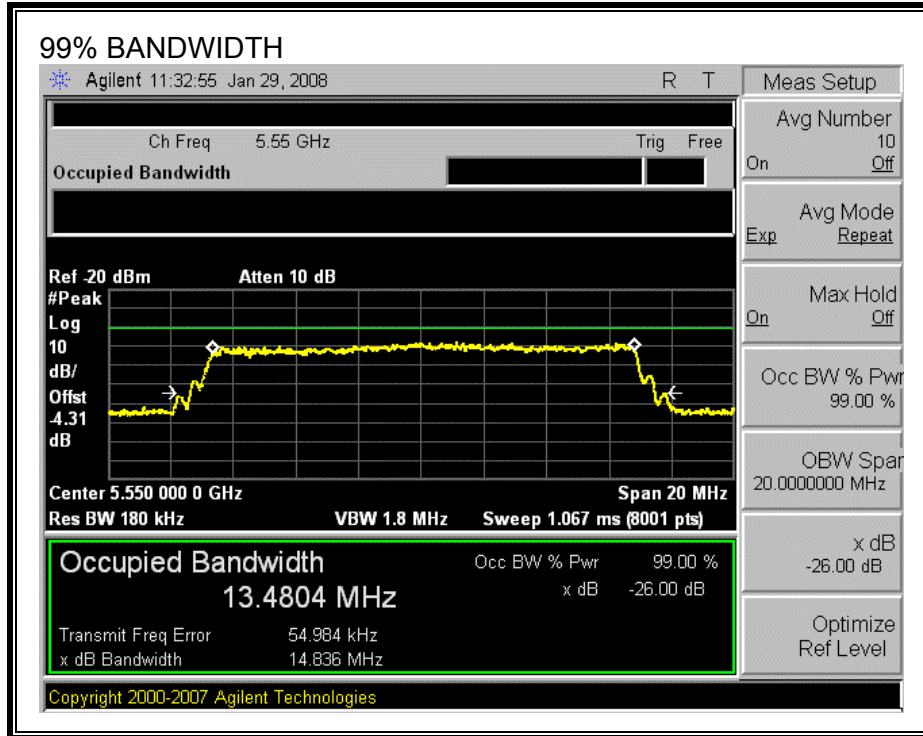 99% BANDWIDTH
Agilent 11:32:55 Jan 29, 2008 R T
Ch Freq 5.55 GHz Trig Free
Occupied Bandwidth
Ref -20 dBm Atten 10 dB
#Peak
Log
10
dB/
Offst
-4.31
dB
Center 5.550 000 0 GHz Span 20 MHz
Res BW 180 kHz VBW 1.8 MHz Sweep 1.067 ms (8001 pts)
Occupied Bandwidth
13.4804 MHz
Occ BW % Pwr 99.00 %
x dB -26.00 dB
Transmit Freq Error 54.984 kHz
x dB Bandwidth 14.836 MHz
Copyright 2000-2007 Agilent Technologies
Meas Setup
Avg Number
10
On Off
Avg Mode
Exp Repeat
Max Hold
On Off
Occ BW % Pwr
99.00 %
OBW Span
20.0000000 MHz
x dB
-26.00 dB
Optimize
Ref Level